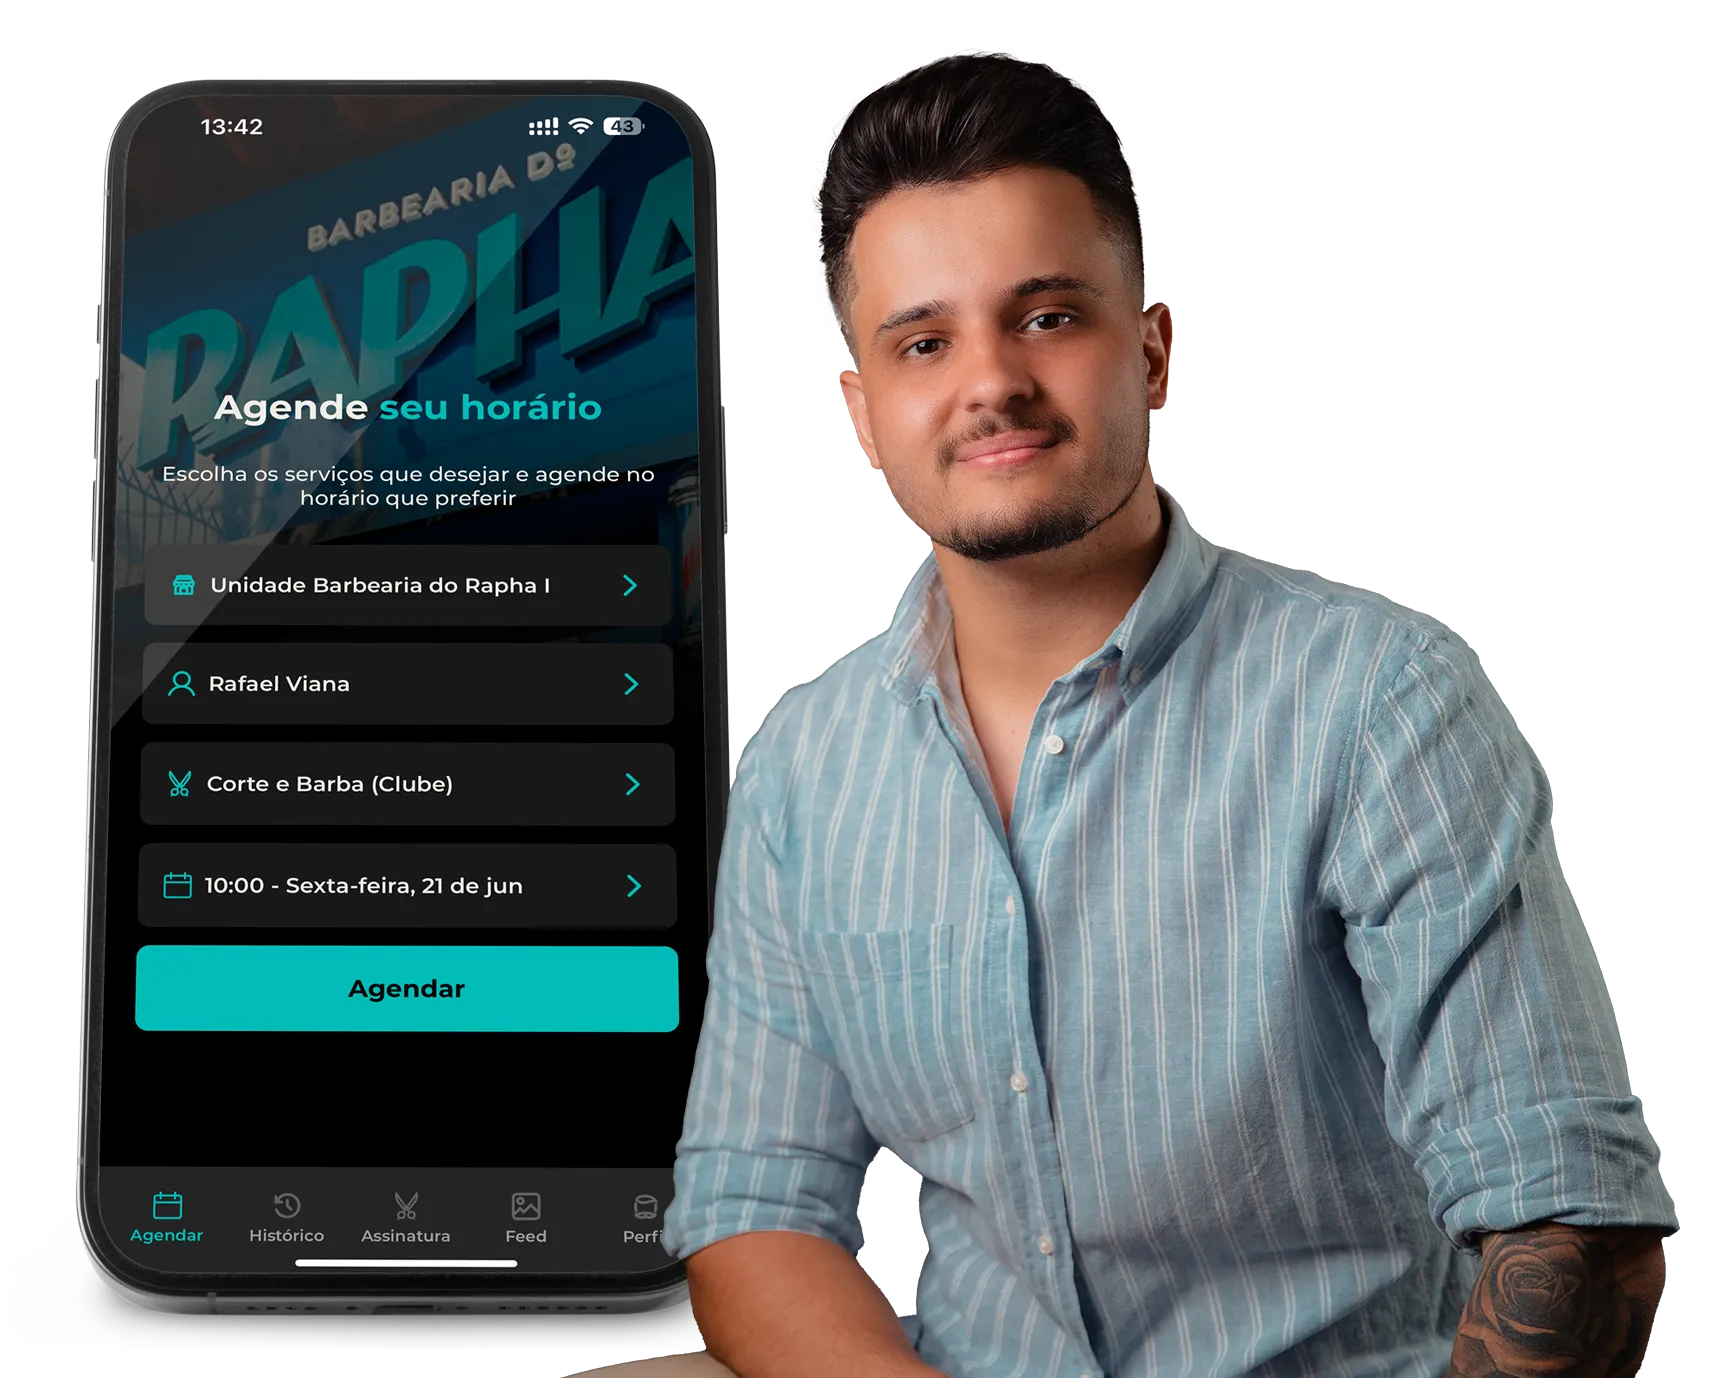 13:42
43
BARBEARIA Dº
RAPHA
Agende seu horário
Escolha os serviços que desejar e agende no
horário que preferir
Unidade Barbearia do Rapha I
Rafael Viana
Corte e Barba (Clube)
10:00 - Sexta-feira, 21 de jun
Agendar
Agendar Histórico Assinatura Feed Perfi